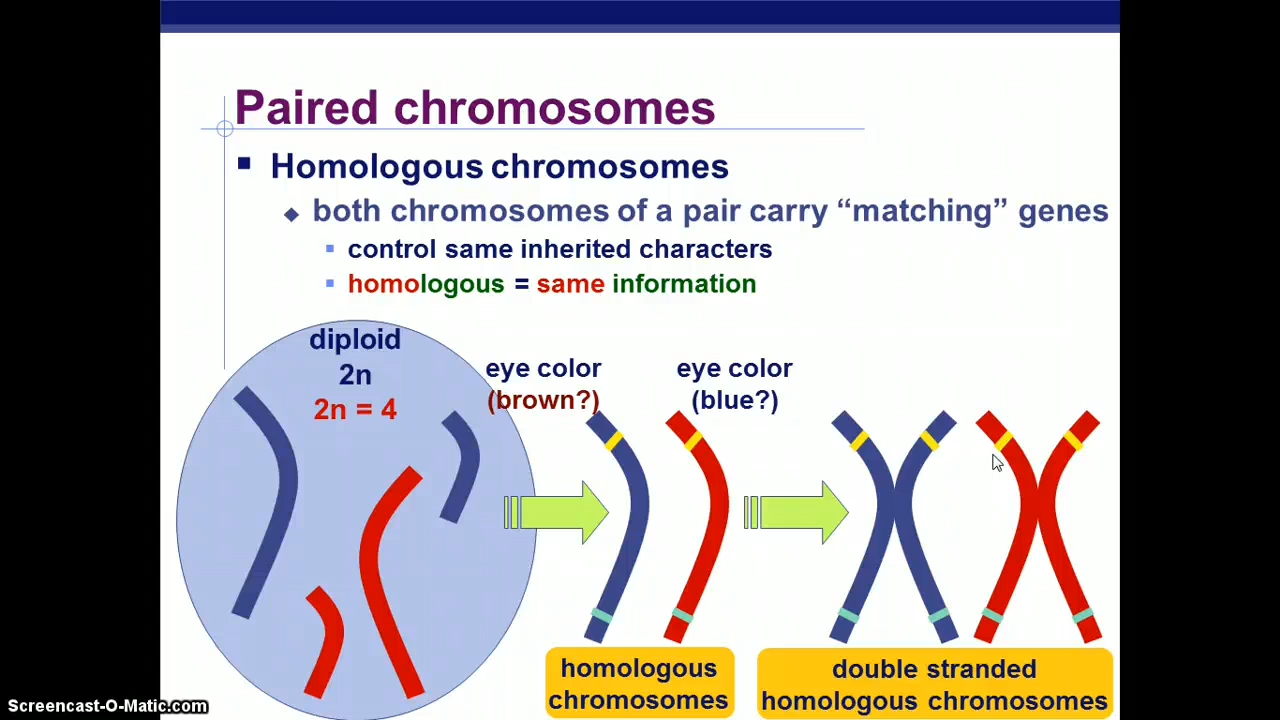 Paired chromosomes
Homologous chromosomes
both chromosomes of a pair carry “matching” genes
control same inherited characters
homologous = same information
diploid
2n
2n = 4
eye color
(brown?)
eye color
(blue?)
homologous
chromosomes
double stranded
homologous chromosomes
Screencast-O-Matic.com